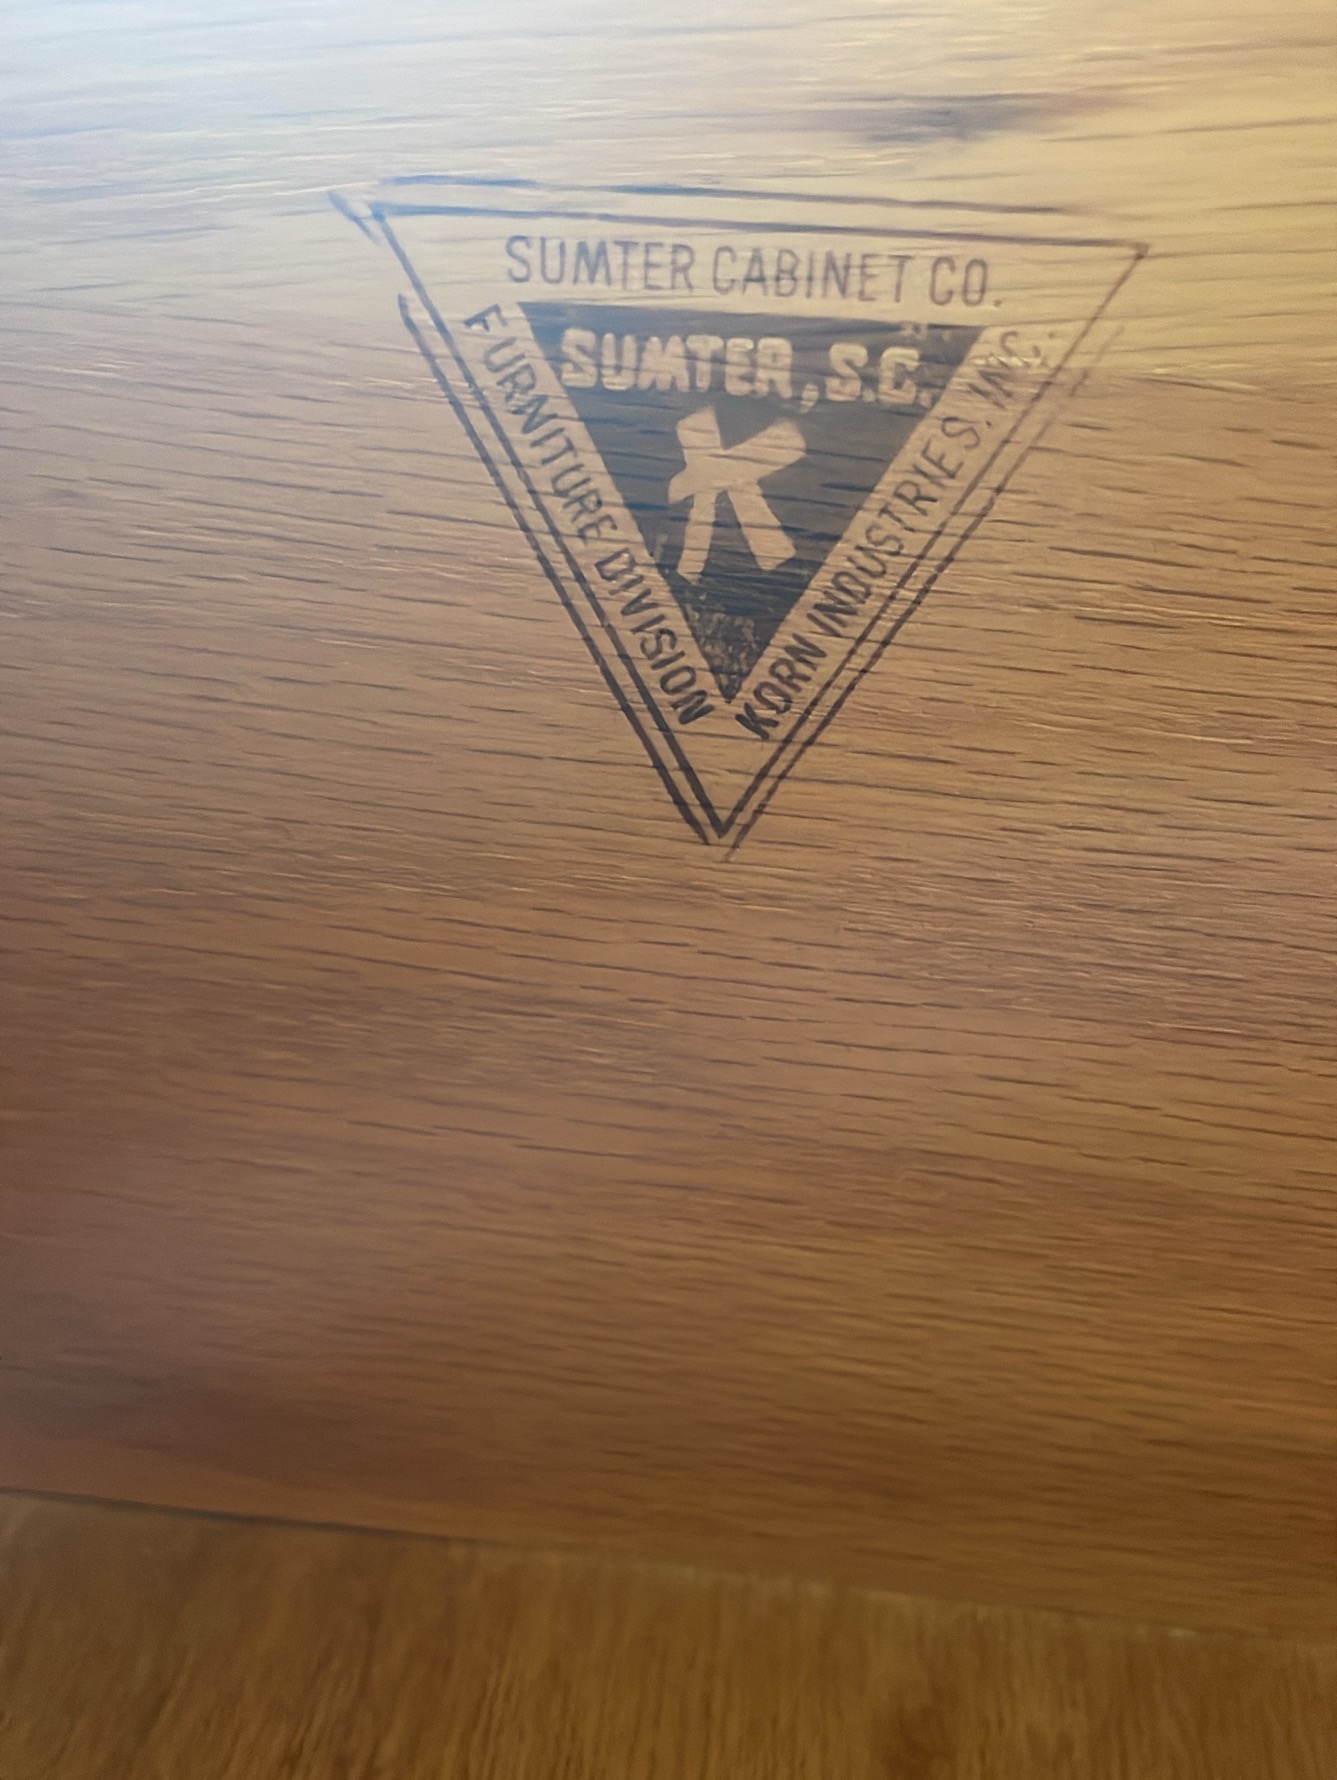 SUMTER CABINET CO.
SUMTER, S.C.
K
FURNITURE DIVISION
KORN INDUSTRIES, INC.